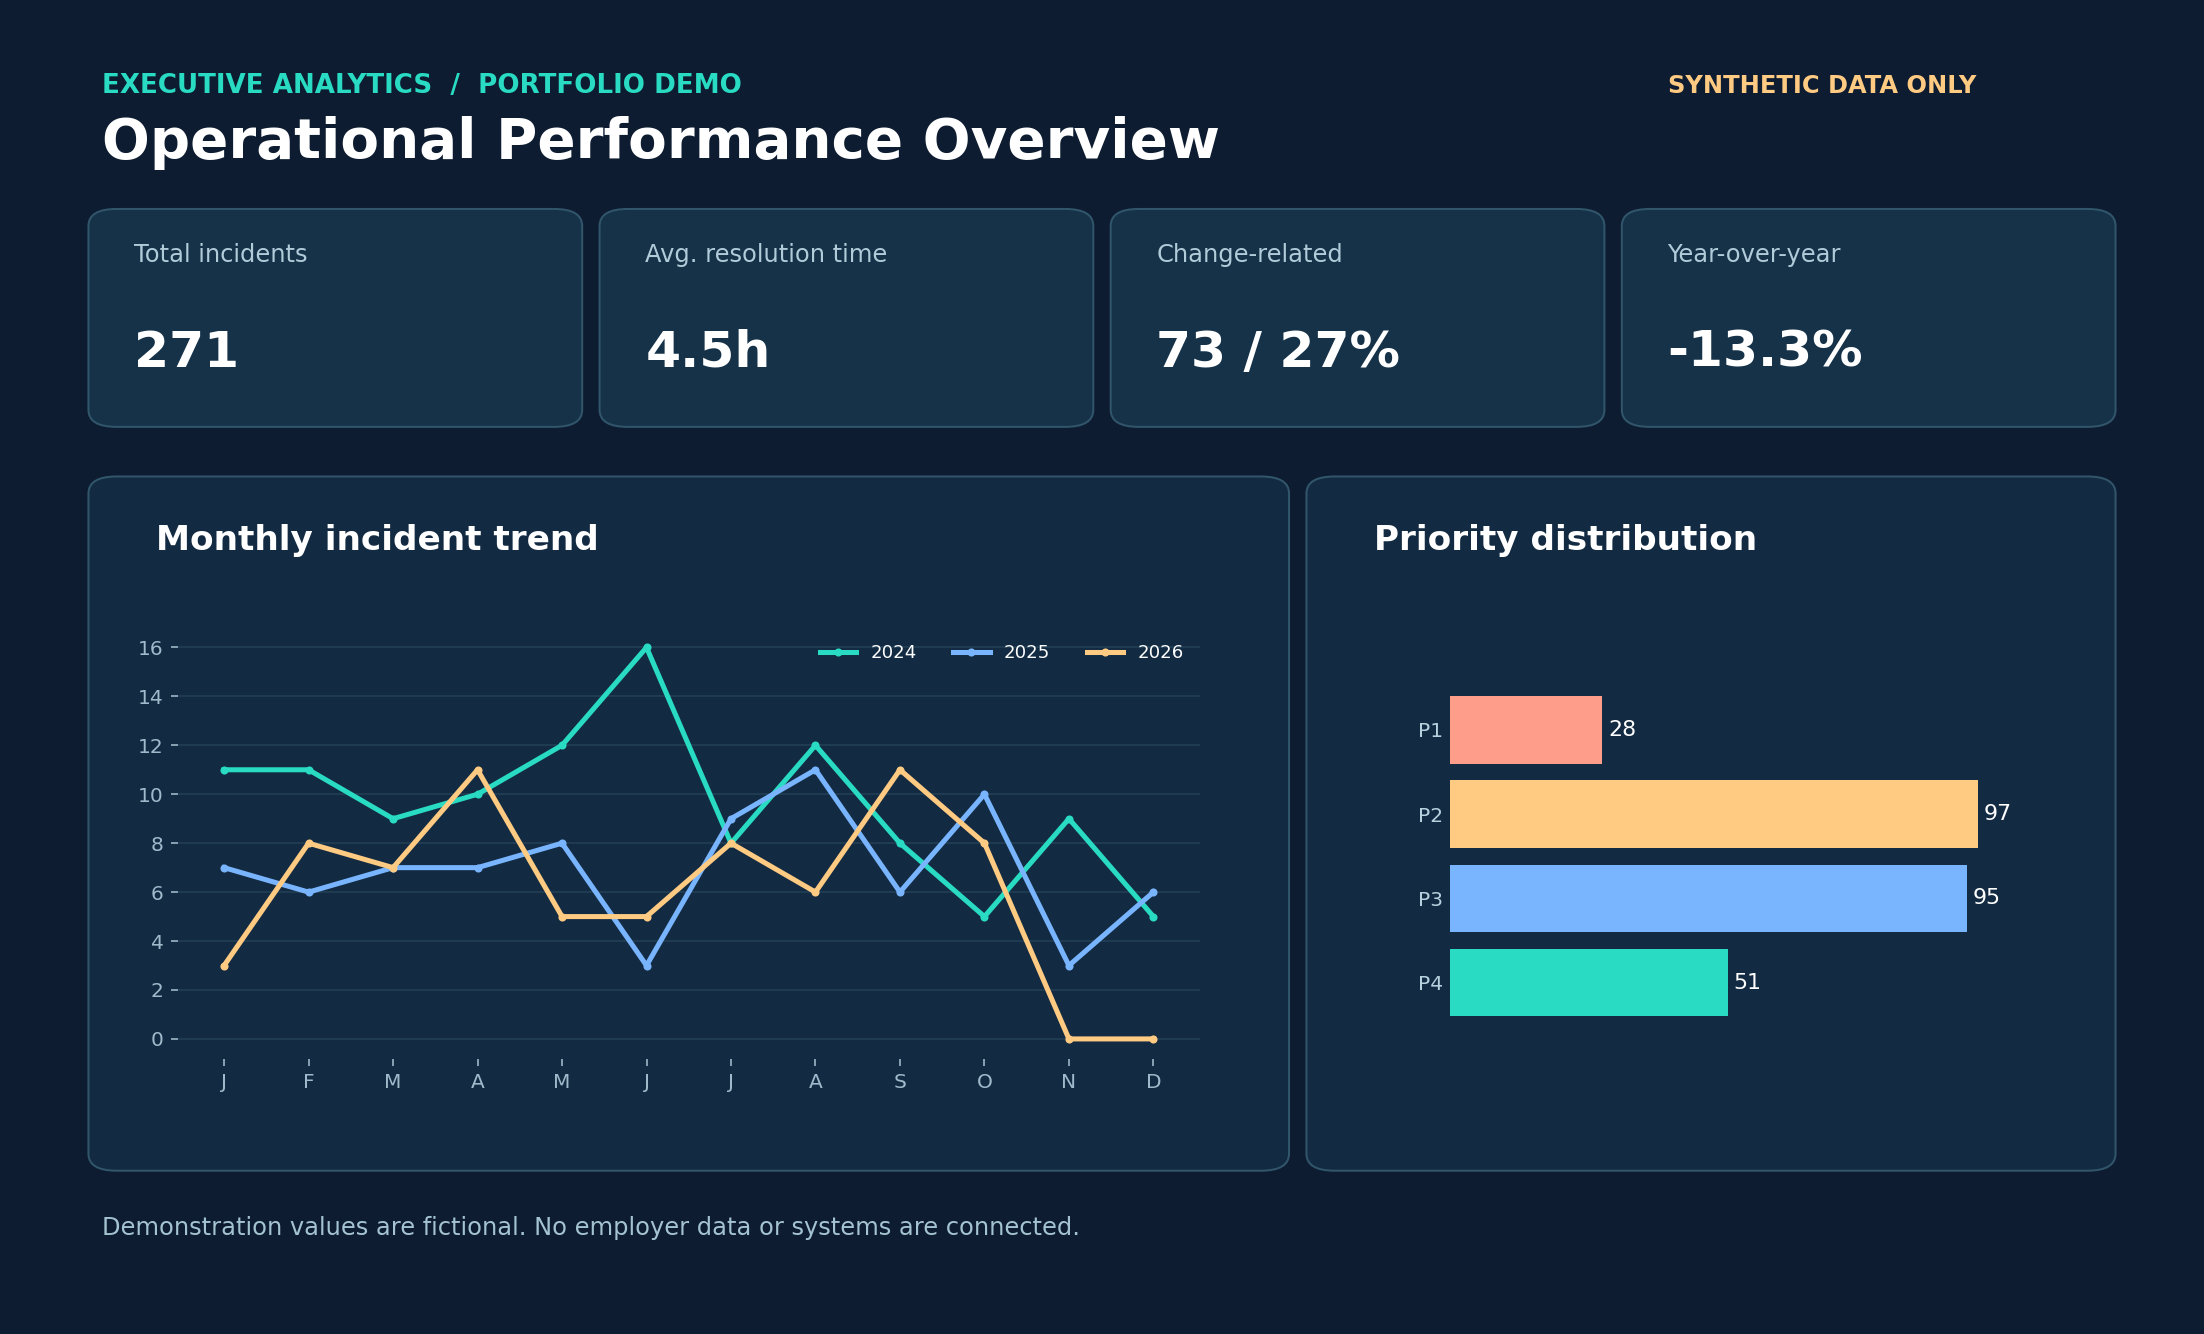 EXECUTIVE ANALYTICS / PORTFOLIO DEMO
SYNTHETIC DATA ONLY
Operational Performance Overview
Total incidents
271
Avg. resolution time
4.5h
Change-related
73 / 27%
Year-over-year
-13.3%
Monthly incident trend
2024 2025 2026
16
14
12
10
8
6
4
2
0
J F M A M J J A S O N D
Priority distribution
P1 28
P2 97
P3 95
P4 51
Demonstration values are fictional. No employer data or systems are connected.